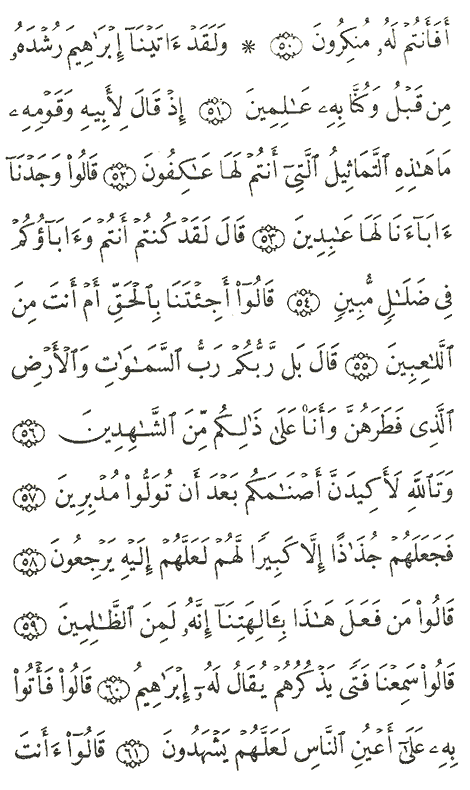 أَفَأَنتُمْ لَهُۥ مُنكِرُونَ ٥٠ * وَلَقَدْ ءَاتَيْنَآ إِبْرَٰهِيمَ رُشْدَهُۥ
مِن قَبْلُ وَكُنَّا بِهِۦ عَٰلِمِينَ ٥١ إِذْ قَالَ لِأَبِيهِ وَقَوْمِهِۦ
مَا هَٰذِهِ ٱلتَّمَاثِيلُ ٱلَّتِىٓ أَنتُمْ لَهَا عَٰكِفُونَ ٥٢ قَالُوا۟ وَجَدْنَآ
ءَابَآءَنَا لَهَا عَٰبِدِينَ ٥٣ قَالَ لَقَدْ كُنتُمْ أَنتُمْ وَءَابَآؤُكُمْ
فِى ضَلَٰلٍ مُّبِينٍ ٥٤ قَالُوٓا۟ أَجِئْتَنَا بِٱلْحَقِّ أَمْ أَنتَ مِنَ
ٱللَّٰعِبِينَ ٥٥ قَالَ بَل رَّبُّكُمْ رَبُّ ٱلسَّمَٰوَٰتِ وَٱلْأَرْضِ
ٱلَّذِى فَطَرَهُنَّ وَأَنَا۠ عَلَىٰ ذَٰلِكُم مِّنَ ٱلشَّٰهِدِينَ ٥٦
وَتَٱللَّهِ لَأَكِيدَنَّ أَصْنَٰمَكُم بَعْدَ أَن تُوَلُّوا۟ مُدْبِرِينَ ٥٧
فَجَعَلَهُمْ جُذَٰذًا إِلَّا كَبِيرًا لَّهُمْ لَعَلَّهُمْ إِلَيْهِ يَرْجِعُونَ ٥٨
قَالُوا۟ مَن فَعَلَ هَٰذَا بِـَٔالِهَتِنَآ إِنَّهُۥ لَمِنَ ٱلظَّٰلِمِينَ ٥٩
قَالُوا۟ سَمِعْنَا فَتًى يَذْكُرُهُمْ يُقَالُ لَهُۥٓ إِبْرَٰهِيمُ ٦٠ قَالُوا۟ فَأْتُوا۟
بِهِۦ عَلَىٰٓ أَعْيُنِ ٱلنَّاسِ لَعَلَّهُمْ يَشْهَدُونَ ٦١ قَالُوٓا۟ ءَأَنتَ